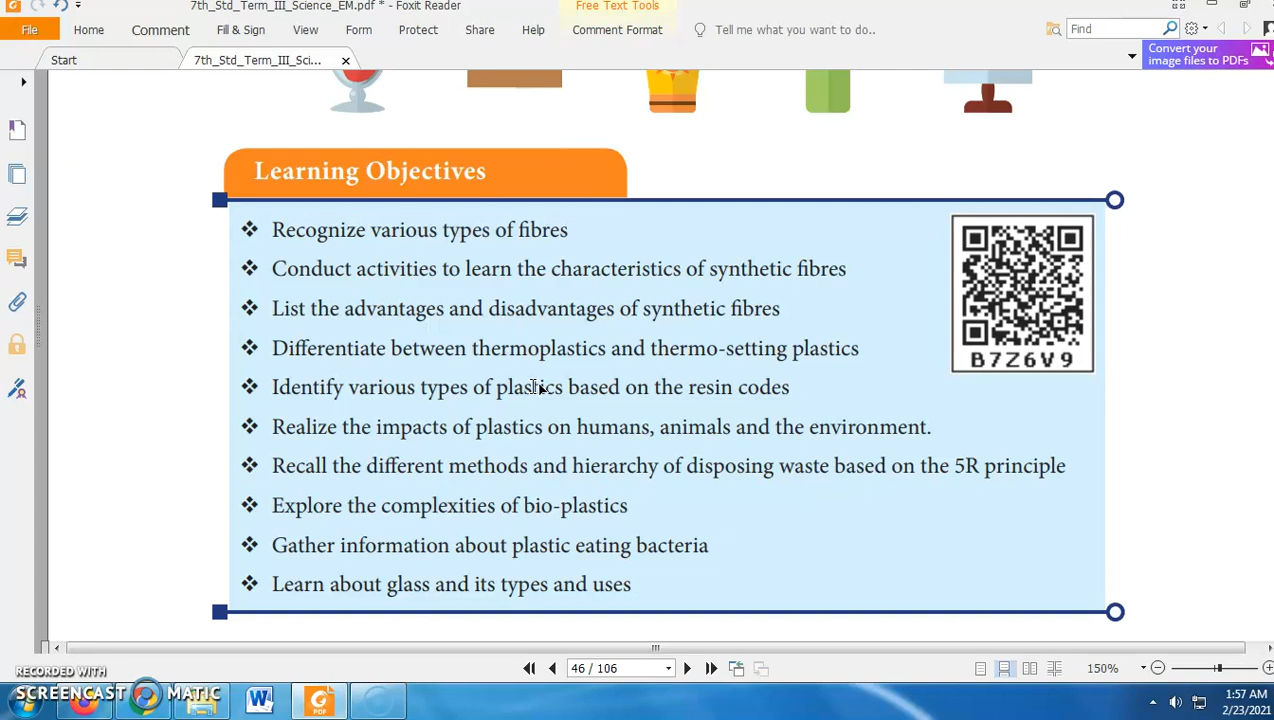 7th_Std_Term_III_Science_EM.pdf * - Foxit Reader
Free Text Tools
File Home Comment Fill & Sign View Form Protect Share Help Comment Format Tell me what you want to do.. Find
Start 7th_Std_Term_III_Sci...
Convert your
image files to PDFs
Learning Objectives
❖ Recognize various types of fibres
❖ Conduct activities to learn the characteristics of synthetic fibres
❖ List the advantages and disadvantages of synthetic fibres
❖ Differentiate between thermoplastics and thermo-setting plastics
❖ Identify various types of plastics based on the resin codes
❖ Realize the impacts of plastics on humans, animals and the environment.
❖ Recall the different methods and hierarchy of disposing waste based on the 5R principle
❖ Explore the complexities of bio-plastics
❖ Gather information about plastic eating bacteria
❖ Learn about glass and its types and uses
B7Z6V9
46 / 106
150%
RECORDED WITH
SCREENCAST MATIC
1:57 AM
2/23/2021